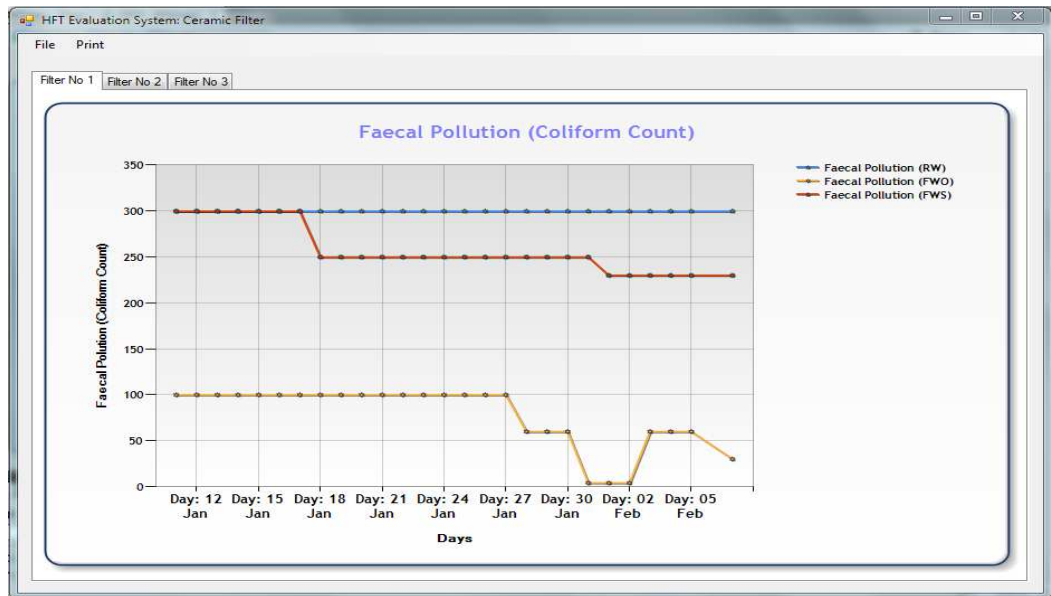 HFT Evaluation System: Ceramic Filter
File Print
Filter No 1 Filter No 2 Filter No 3
Faecal Pollution (Coliform Count)
Faecal Pollution (RW)
Faecal Pollution (FWO)
Faecal Pollution (FWS)
Faecal Polution (Coliform Count)
350
300
250
200
150
100
50
0
Day: 12 Jan
Day: 15 Jan
Day: 18 Jan
Day: 21 Jan
Day: 24 Jan
Day: 27 Jan
Day: 30 Jan
Day: 02 Feb
Day: 05 Feb
Days